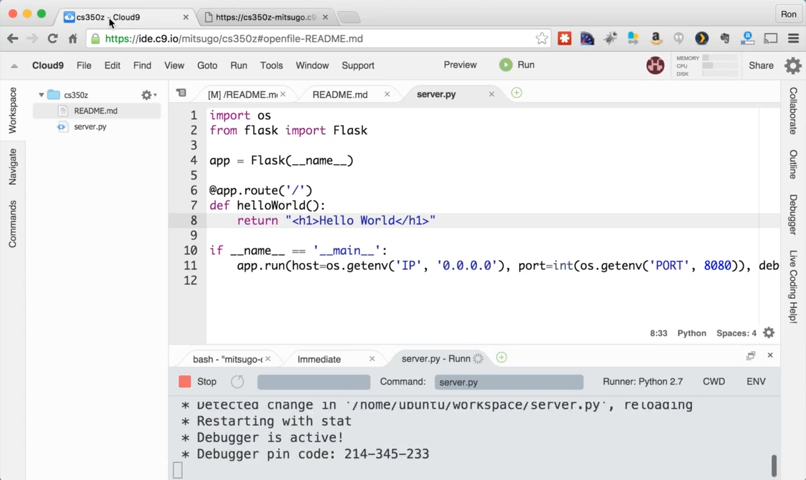 cs350z - Cloud9
https://cs350z-mitsugo.c9
Ron
https://ide.c9.io/mitsugo/cs350z#openfile-README.md
Cloud9 File Edit Find View Goto Run Tools Window Support Preview Run MEMORY CPU DISK Share
Workspace
Navigate
Commands
cs350z
README.md
server.py
[M] /README.m
README.md
server.py
1 import os
2 from flask import Flask
3
4 app = Flask(__name__)
5
6 @app.route('/')
7 def helloWorld():
8 return "<h1>Hello World</h1>"
9
10 if __name__ == '__main__':
11 app.run(host=os.getenv('IP', '0.0.0.0'), port=int(os.getenv('PORT', 8080)), deb
12
8:33 Python Spaces: 4
Collaborate
Outline
Debugger
Live Coding Help!
bash - "mitsugo-c
Immediate
server.py - Runn
Stop
Command: server.py
Runner: Python 2.7 CWD ENV
* Detected change in '/home/ubuntu/workspace/server.py', reloading
* Restarting with stat
* Debugger is active!
* Debugger pin code: 214-345-233